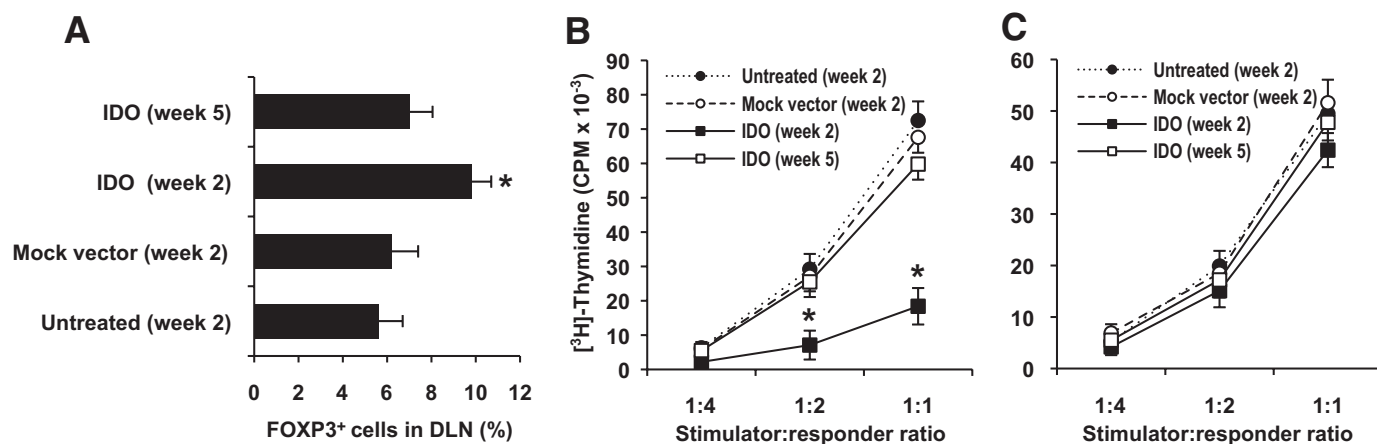 A
IDO (week 5)
IDO (week 2)
*
Mock vector (week 2)
Untreated (week 2)
0 2 4 6 8 10 12
FOXP3⁺ cells in DLN (%)
B
[³H]-Thymidine (CPM x 10⁻³)
90
80
70
60
50
40
30
20
10
0
Untreated (week 2)
Mock vector (week 2)
IDO (week 2)
IDO (week 5)
*
*
1:4 1:2 1:1
Stimulator:responder ratio
C
60
50
40
30
20
10
0
Untreated (week 2)
Mock vector (week 2)
IDO (week 2)
IDO (week 5)
1:4 1:2 1:1
Stimulator:responder ratio